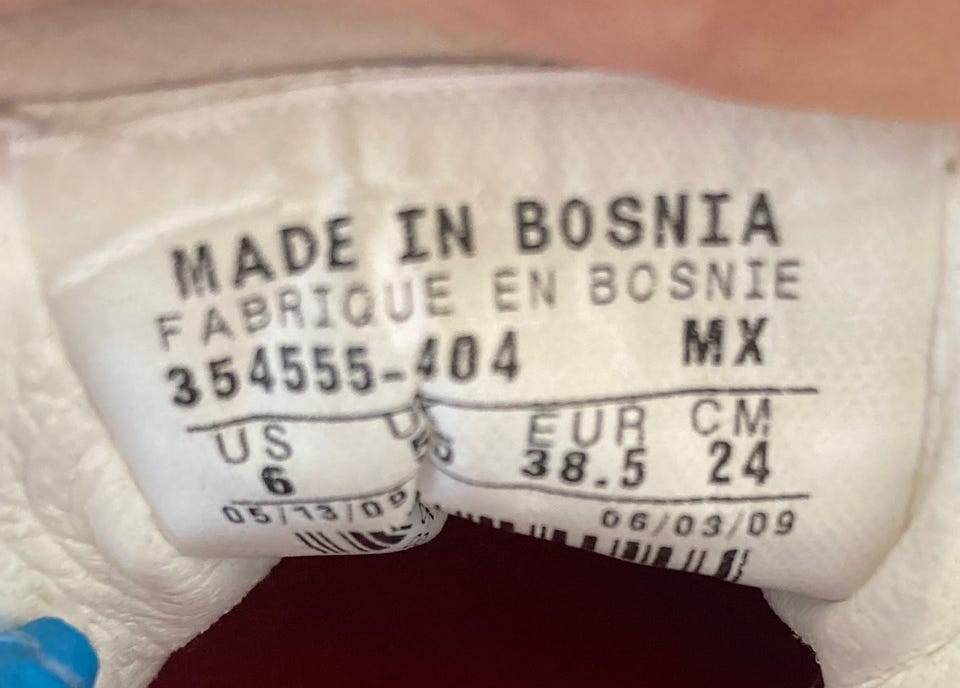 MADE IN BOSNIA
FABRIQUE EN BOSNIE
354555-404 MX
US EUR CM
6 38.5 24
05/13/09 06/03/09